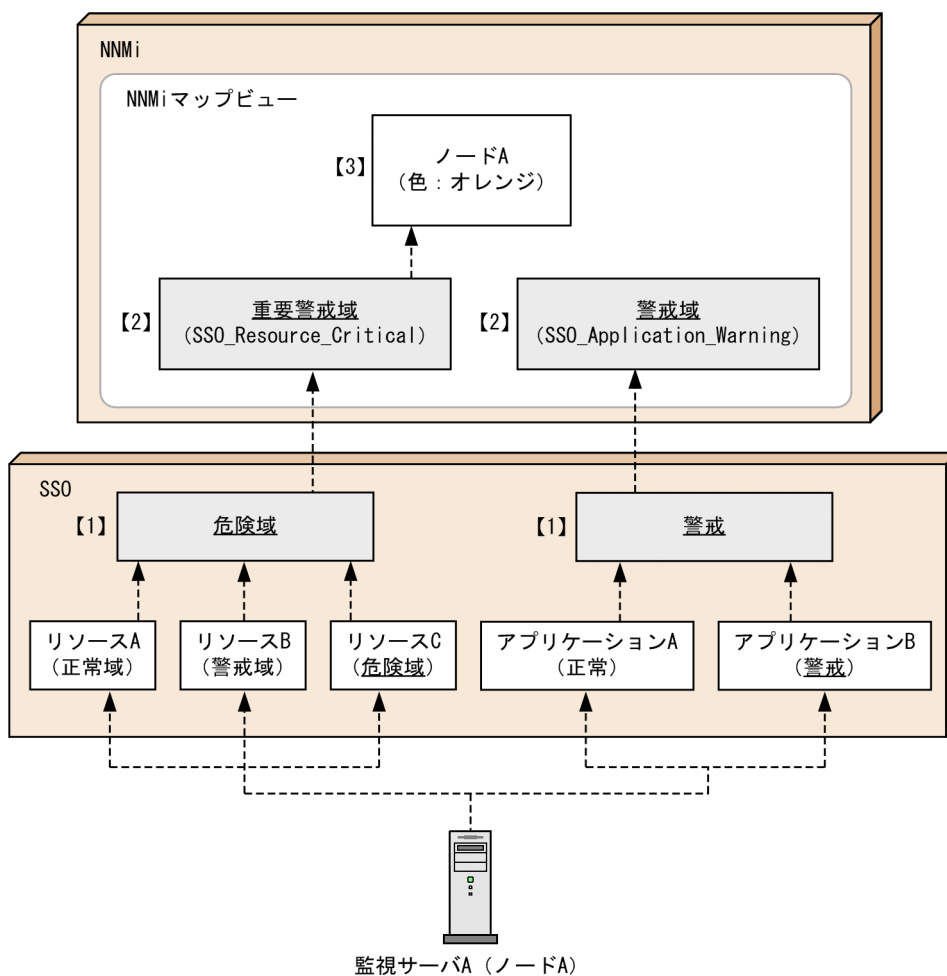 NNMi
NNMiマップビュー
【3】
ノードA
（色：オレンジ）
【2】
重要警戒域
（SSO_Resource_Critical）
【2】
警戒域
（SSO_Application_Warning）
SSO
【1】
危険域
【1】
警戒
リソースA
（正常域）
リソースB
（警戒域）
リソースC
（危険域）
アプリケーションA
（正常）
アプリケーションB
（警戒）
監視サーバA（ノードA）